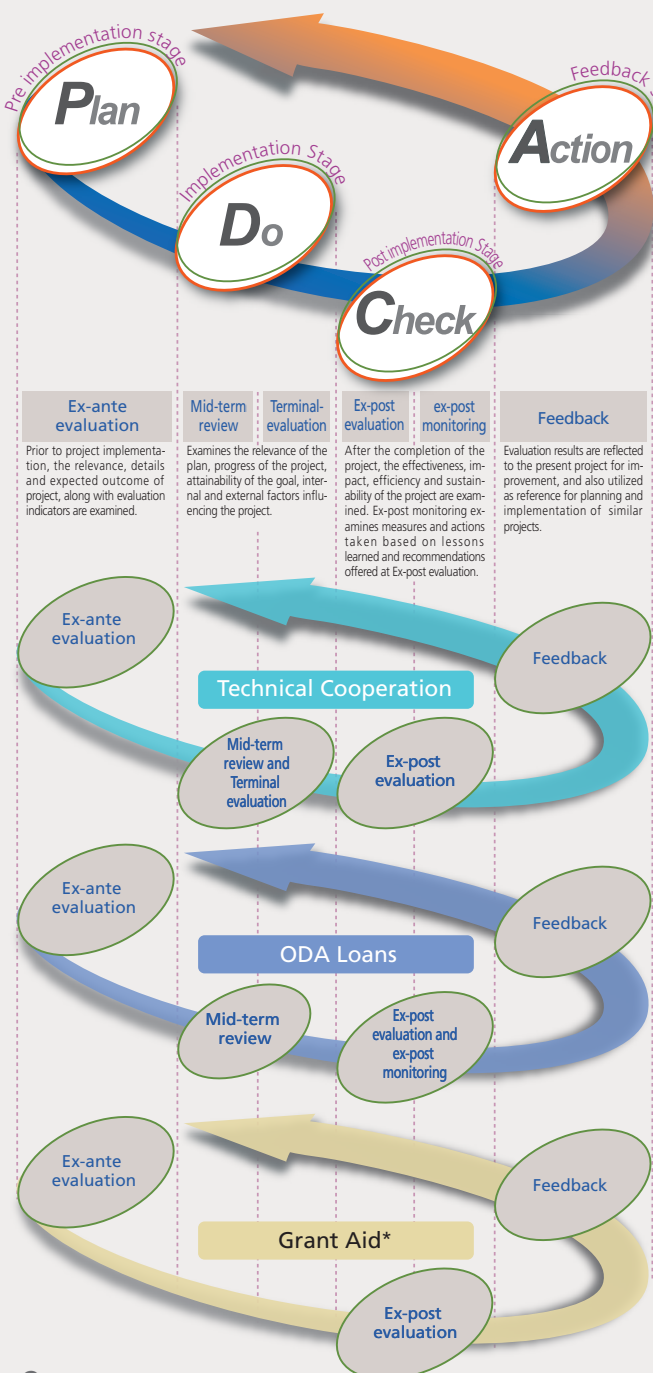 Pre implementation stage
Plan
Feedback
Action
Implementation Stage
Do
Post implementation Stage
Check
Ex-ante
evaluation
Mid-term
review
Terminal-
evaluation
Ex-post
evaluation
ex-post
monitoring
Feedback
Prior to project implementa-
tion, the relevance, details
and expected outcome of
project, along with evaluation
indicators are examined.
Examines the relevance of the
plan, progress of the project,
attainability of the goal, inter-
nal and external factors influ-
encing the project.
After the completion of the
project, the effectiveness, im-
pact, efficiency and sustain-
ability of the project are exam-
ined. Ex-post monitoring ex-
amines measures and actions
taken based on lessons
learned and recommendations
offered at Ex-post evaluation.
Evaluation results are reflected
to the present project for im-
provement, and also utilized
as reference for planning and
implementation of similar
projects.
Ex-ante
evaluation
Feedback
Technical Cooperation
Mid-term
review and
Terminal
evaluation
Ex-post
evaluation
Ex-ante
evaluation
Feedback
ODA Loans
Mid-term
review
Ex-post
evaluation and
ex-post
monitoring
Ex-ante
evaluation
Feedback
Grant Aid*
Ex-post
evaluation